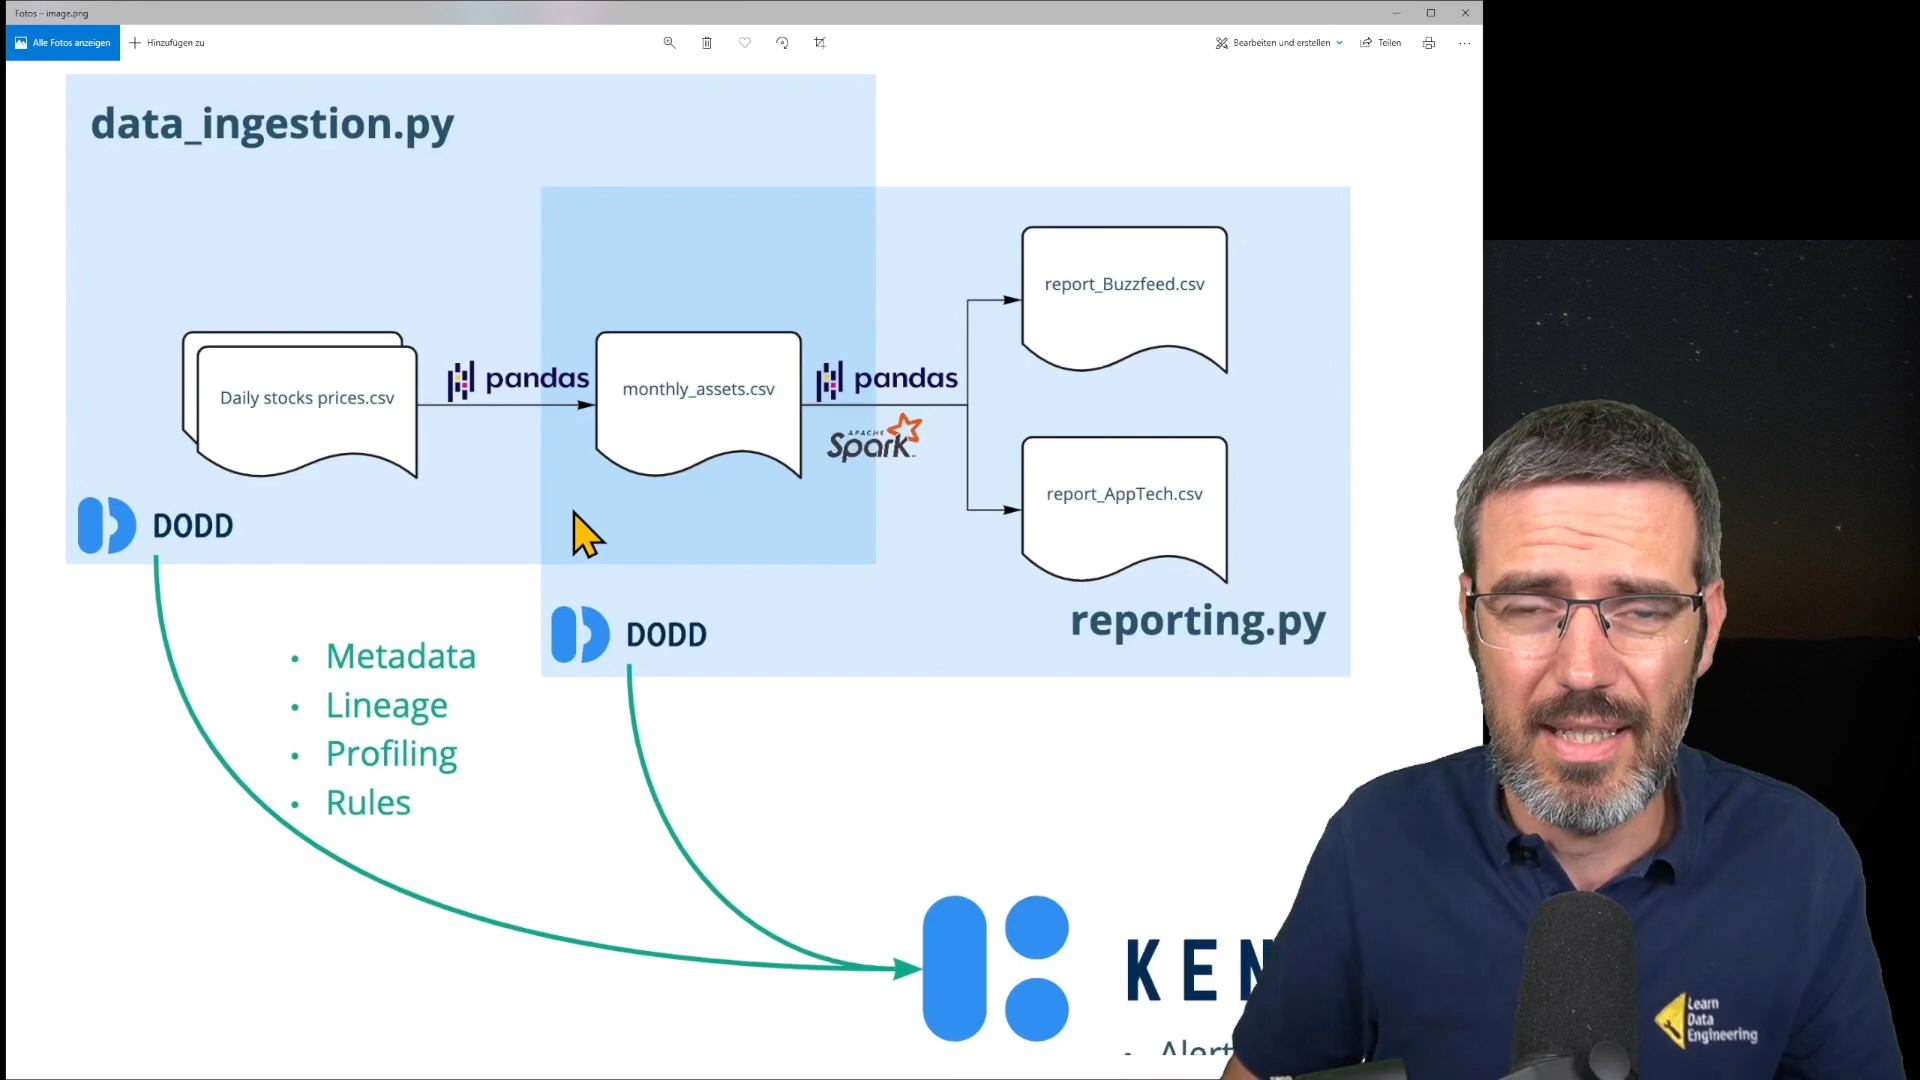 Fotos – image.png
Alle Fotos anzeigen
Hinzufügen zu
Bearbeiten und erstellen
Teilen
data_ingestion.py
Daily stocks prices.csv
pandas
monthly_assets.csv
pandas
APACHE
Spark
report_Buzzfeed.csv
report_AppTech.csv
DODD
DODD
reporting.py
• Metadata
• Lineage
• Profiling
• Rules
KEN
• Alert
Learn
Data
Engineering